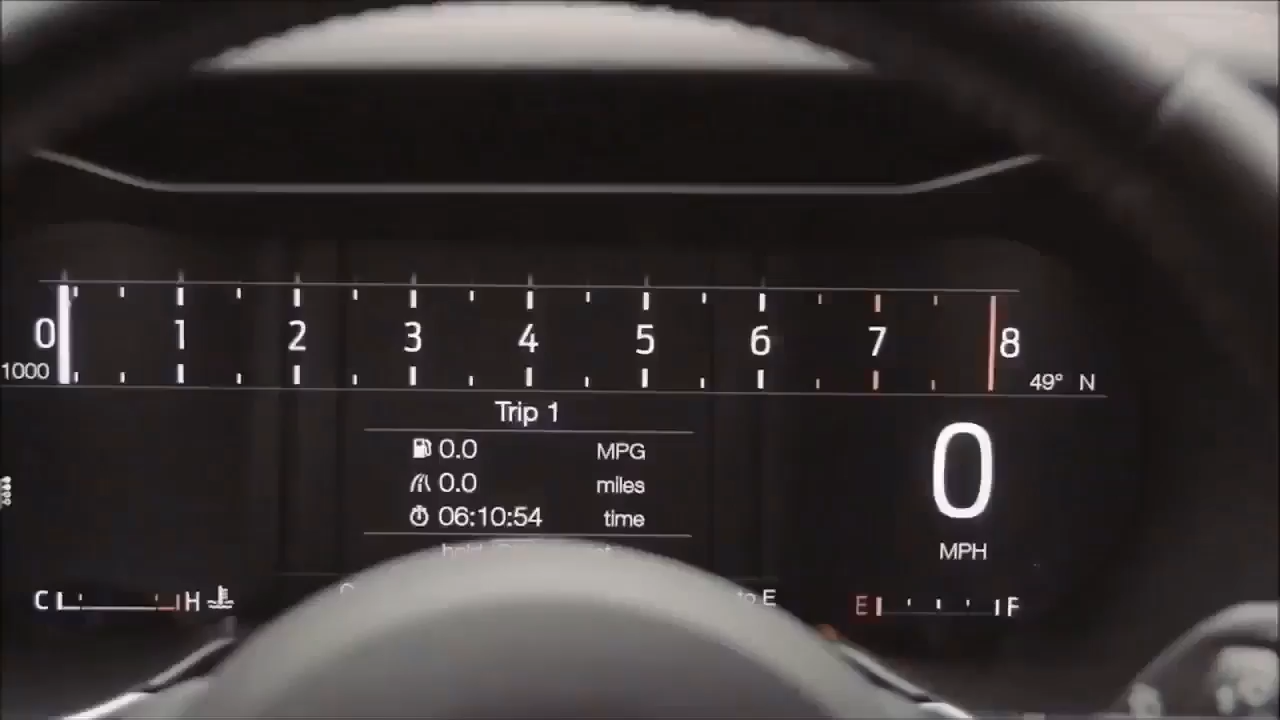 0 1 2 3 4 5 6 7 8
1000
49° N
Trip 1
0.0 MPG
0.0 miles
06:10:54 time
0
MPH
C H
to E
E F